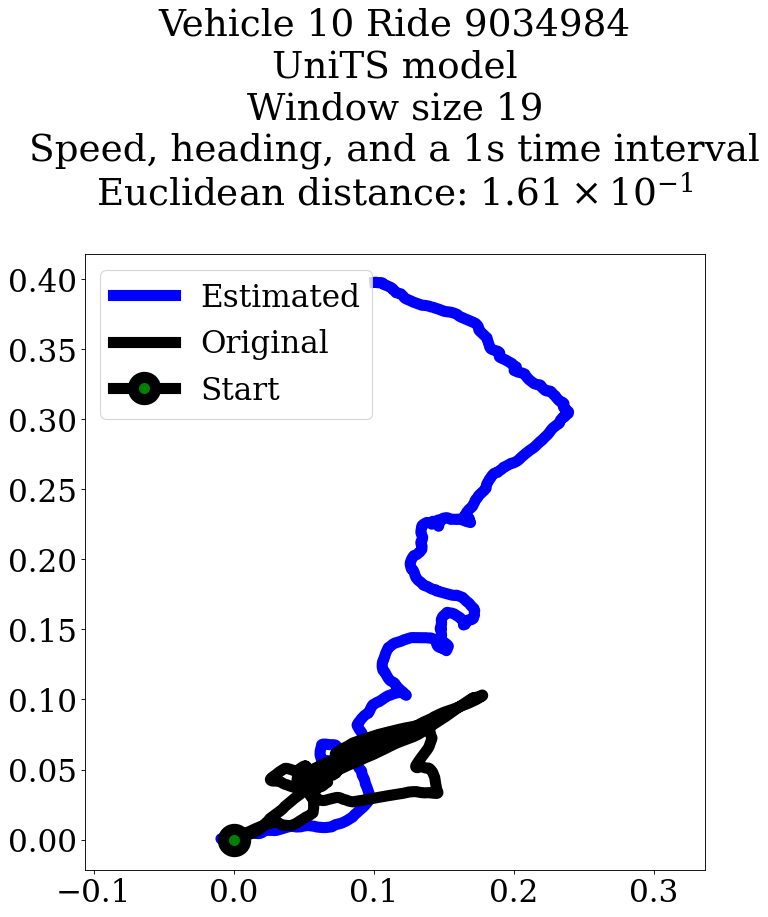 Vehicle 10 Ride 9034984
UniTS model
Window size 19
Speed, heading, and a 1s time interval
Euclidean distance: 1.61 × 10⁻¹
Estimated
Original
Start
0.40
0.35
0.30
0.25
0.20
0.15
0.10
0.05
0.00
−0.1 0.0 0.1 0.2 0.3